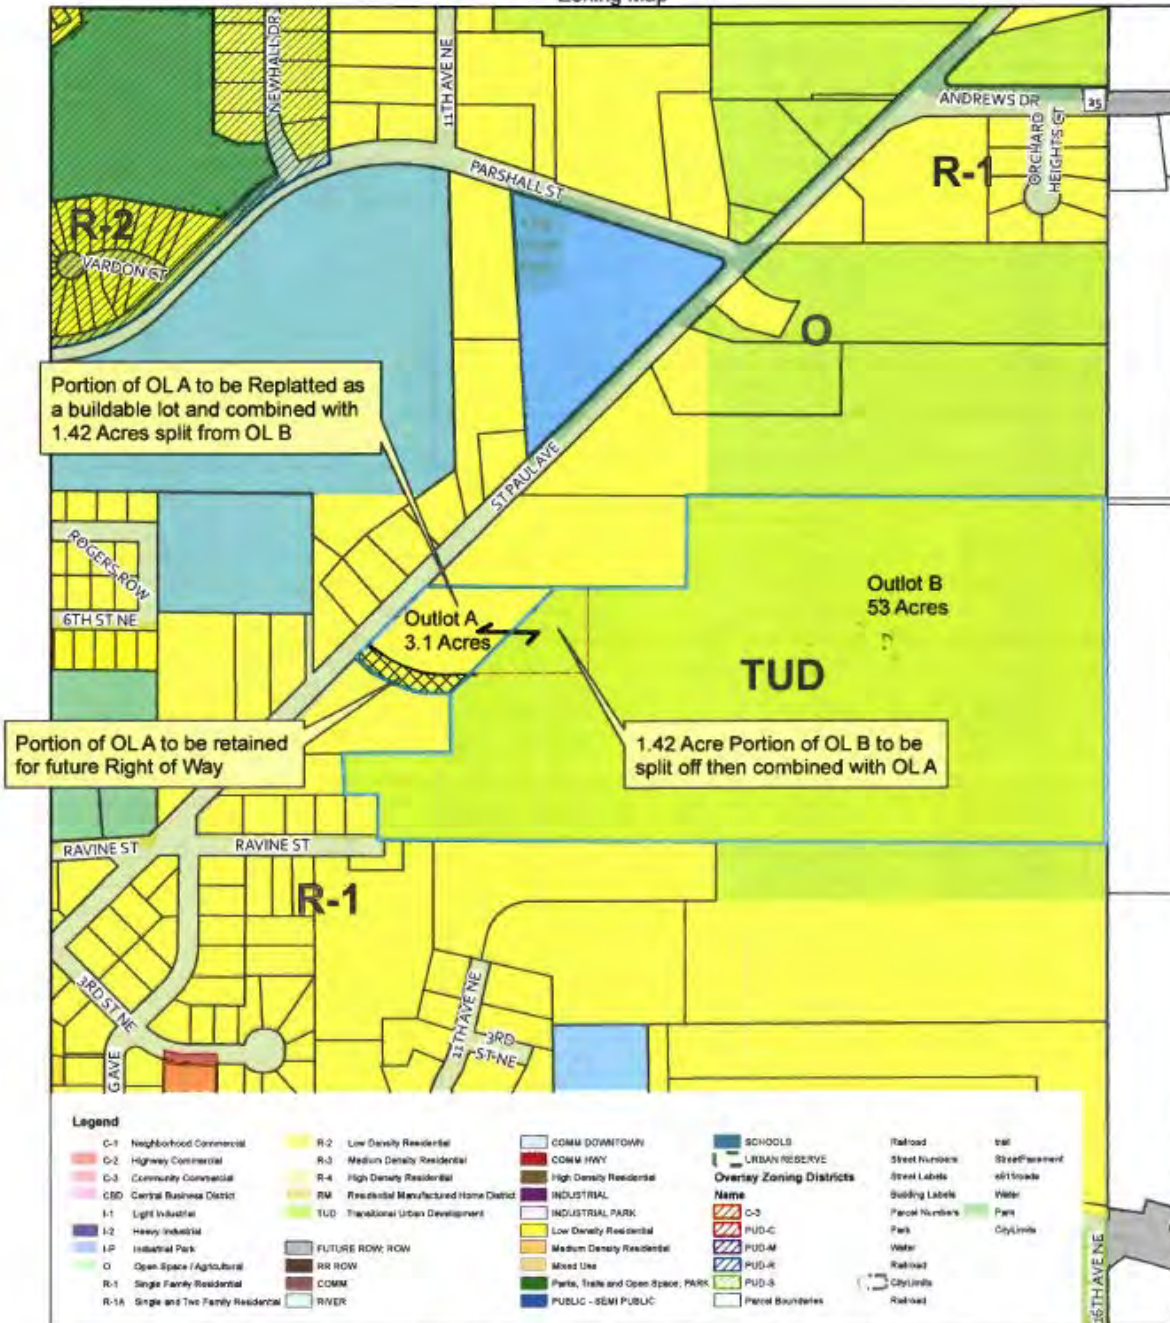 Zoning Map
NEWHALL DR
11TH AVE NE
ANDREWS DR
35
ORCHARD
HEIGHTS CT
R-1
PARSHALL ST
R-2
VARDON CT
O
Portion of OL A to be Replatted as
a buildable lot and combined with
1.42 Acres split from OL B
ST PAUL AVE
ROGERS ROW
6TH ST NE
Outlot A
3.1 Acres
Outlot B
53 Acres
TUD
Portion of OL A to be retained
for future Right of Way
1.42 Acre Portion of OL B to be
split off then combined with OL A
RAVINE ST
RAVINE ST
R-1
3RD ST NE
G AVE
11TH AVE NE
3RD
ST NE
16TH AVE NE
Legend
C-1 Neighborhood Commercial
C-2 Highway Commercial
C-3 Community Commercial
CBD Central Business District
I-1 Light Industrial
I-2 Heavy Industrial
I-P Industrial Park
O Open Space / Agricultural
R-1 Single Family Residential
R-1A Single and Two Family Residential
R-2 Low Density Residential
R-3 Medium Density Residential
R-4 High Density Residential
RM Residential Manufactured Home District
TUD Transitional Urban Development
FUTURE ROW; ROW
RR ROW
COMM
RIVER
COMM DOWNTOWN
COMM HWY
High Density Residential
INDUSTRIAL
INDUSTRIAL PARK
Low Density Residential
Medium Density Residential
Mixed Use
Parks, Trails and Open Space; PARK
PUBLIC - SEMI PUBLIC
SCHOOLS
URBAN RESERVE
Overlay Zoning Districts
Name
C-3
PUD-C
PUD-M
PUD-R
PUD-S
Parcel Boundaries
Railroad
Street Numbers
Street Labels
Building Labels
Parcel Numbers
Park
Water
Railroad
CityLimits
Railroad
trail
StreetPavement
e911roads
Water
Park
CityLimits